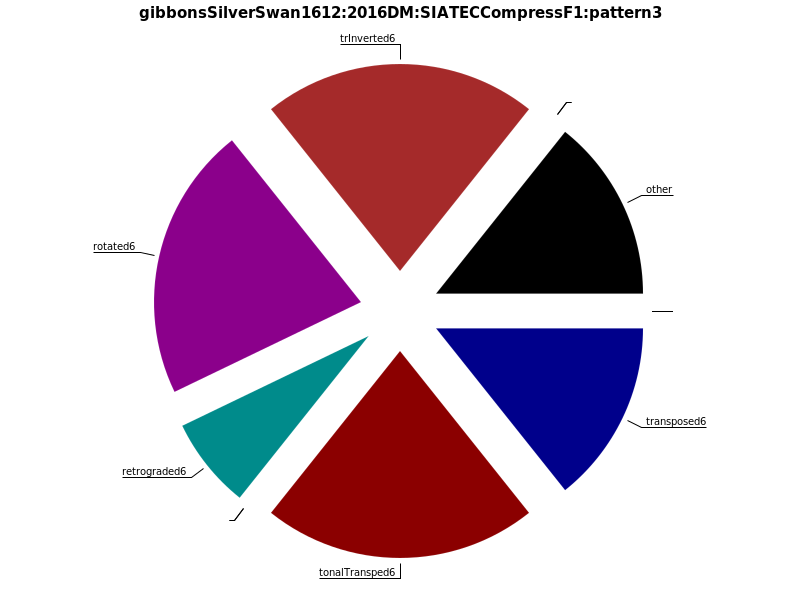 gibbonsSilverSwan1612:2016DM:SIATECCompressF1:pattern3
trInverted6
other
rotated6
transposed6
retrograded6
tonalTransped6